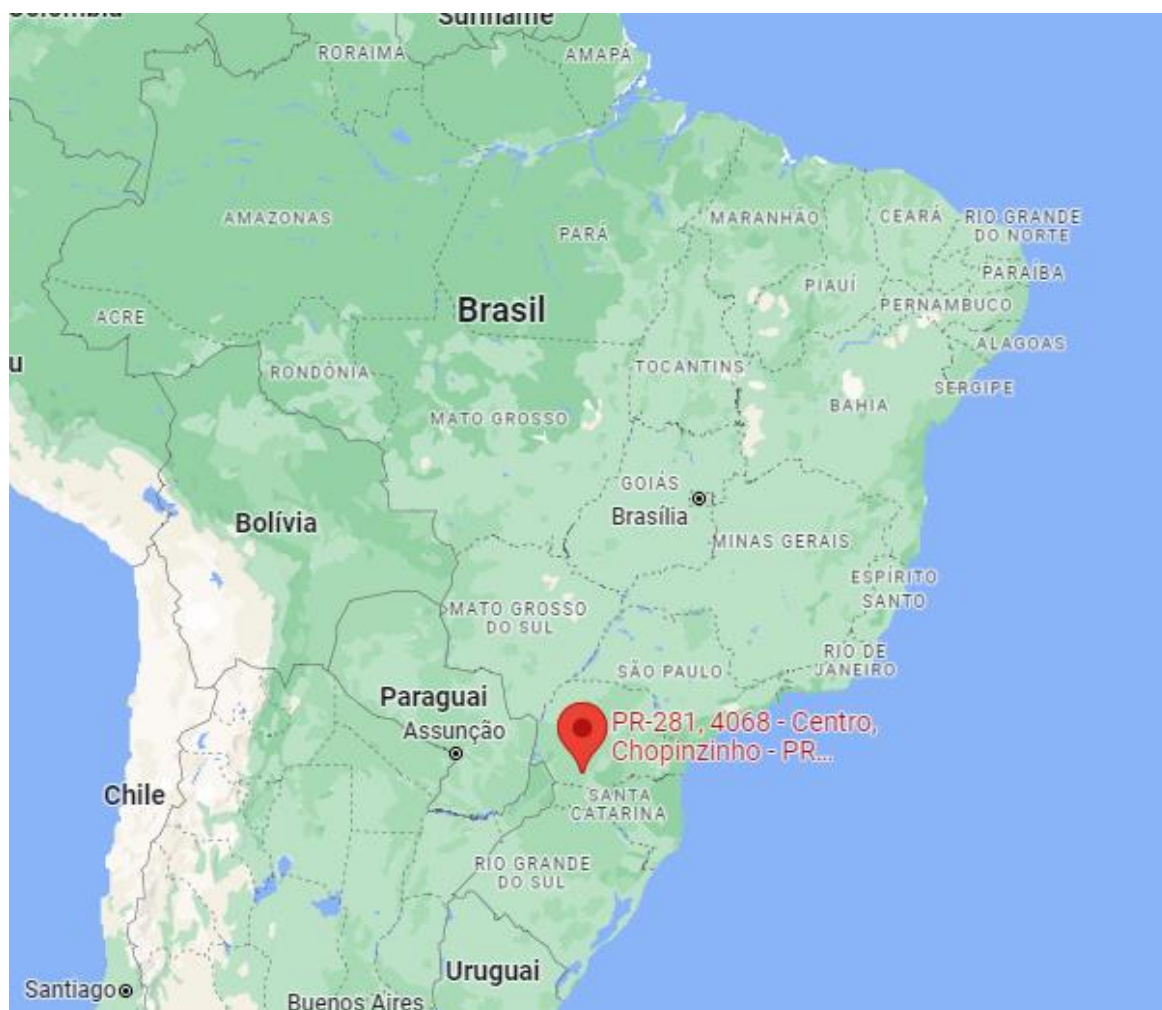 Suriname
RORAIMA
AMAPÁ
AMAZONAS
PARÁ
MARANHÃO
CEARÁ
RIO GRANDE
DO NORTE
PARAÍBA
PIAUÍ
PERNAMBUCO
ACRE
Brasil
ALAGOAS
u
RONDÔNIA
TOCANTINS
SERGIPE
MATO GROSSO
BAHIA
GOIÁS
Brasília
Bolívia
MINAS GERAIS
ESPÍRITO
SANTO
MATO GROSSO
DO SUL
RIO DE
JANEIRO
SÃO PAULO
Paraguai
Assunção
PR-281, 4068 - Centro,
Chopinzinho - PR...
Chile
SANTA
CATARINA
RIO GRANDE
DO SUL
Uruguai
Santiago
Buenos Aires